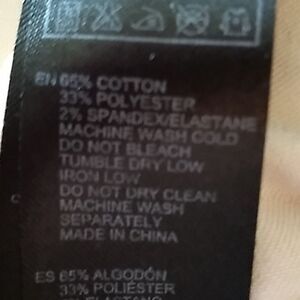 EN 65% COTTON
33% POLYESTER
2% SPANDEX/ELASTANE
MACHINE WASH COLD
DO NOT BLEACH
TUMBLE DRY LOW
IRON LOW
DO NOT DRY CLEAN
MACHINE WASH
SEPARATELY
MADE IN CHINA
ES 65% ALGODÓN
33% POLIÉSTER